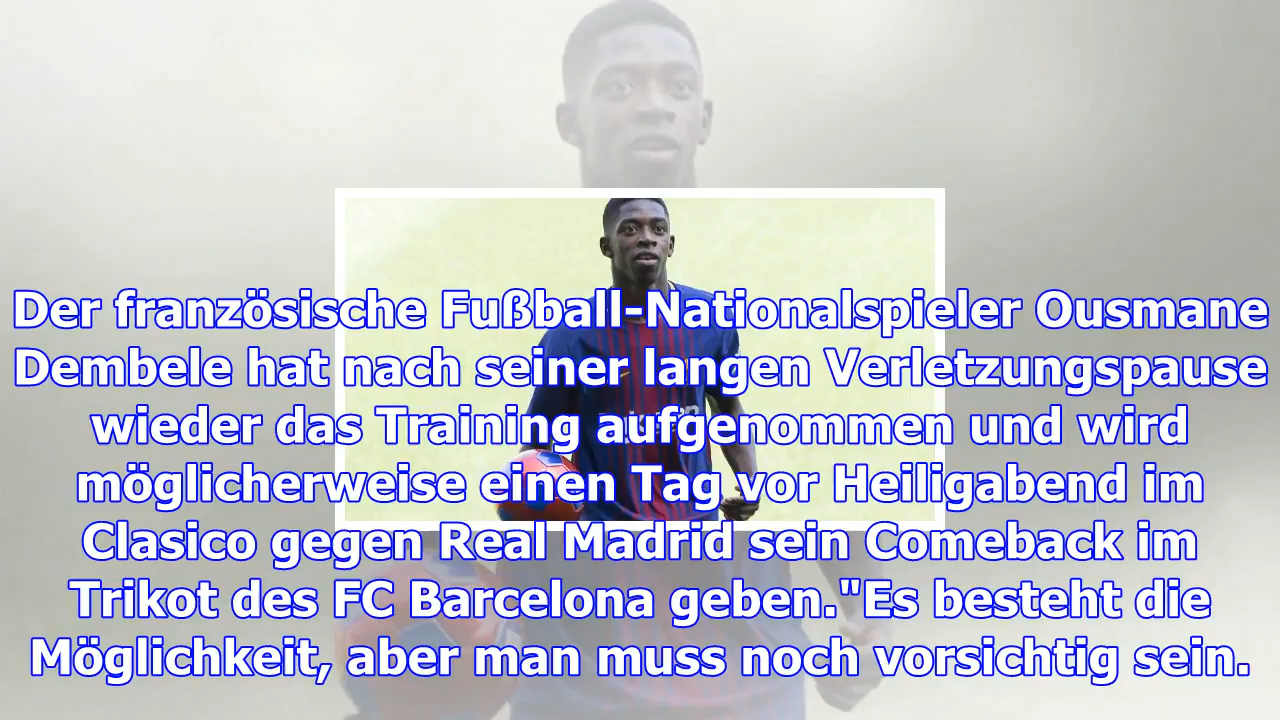 Der französische Fußball-Nationalspieler Ousmane
Dembele hat nach seiner langen Verletzungspause
wieder das Training aufgenommen und wird
möglicherweise einen Tag vor Heiligabend im
Clasico gegen Real Madrid sein Comeback im
Trikot des FC Barcelona geben."Es besteht die
Möglichkeit, aber man muss noch vorsichtig sein.